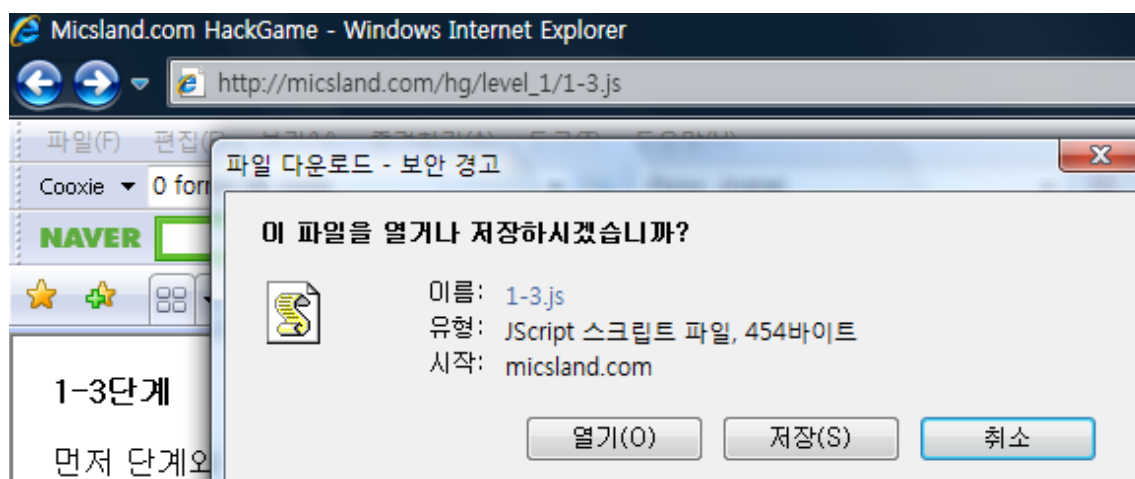 Micsland.com HackGame - Windows Internet Explorer
http://micsland.com/hg/level_1/1-3.js
파일(F)
파일 다운로드 - 보안 경고
Cooxie 0
NAVER
이 파일을 열거나 저장하시겠습니까?
이름: 1-3.js
유형: JScript 스크립트 파일, 454바이트
시작: micsland.com
열기(O) 저장(S) 취소
1-3단계
먼저 단계와